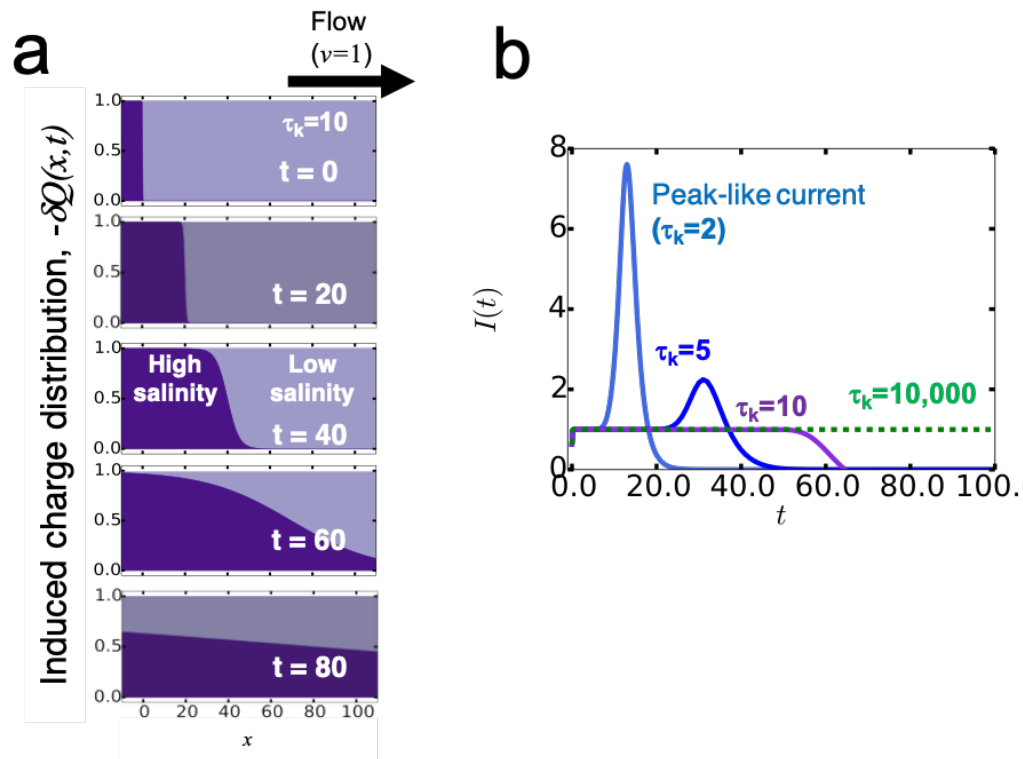 a
Flow
(v=1)
Induced charge distribution, -δQ(x,t)
1.0
0.5
0.0
τk=10
t = 0
1.0
0.5
0.0
t = 20
1.0
0.5
0.0
High
salinity
Low
salinity
t = 40
1.0
0.5
0.0
t = 60
1.0
0.5
0.0
t = 80
0 20 40 60 80 100
x
b
I(t)
8
6
4
2
0
Peak-like current
(τk=2)
τk=5
τk=10
τk=10,000
0.0 20.0 40.0 60.0 80.0 100.
t